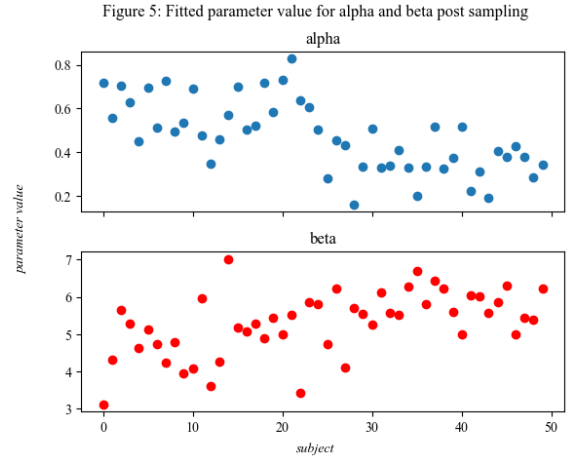 Figure 5: Fitted parameter value for alpha and beta post sampling
alpha
0.8
0.6
0.4
0.2
parameter value
beta
7
6
5
4
3
0 10 20 30 40 50
subject